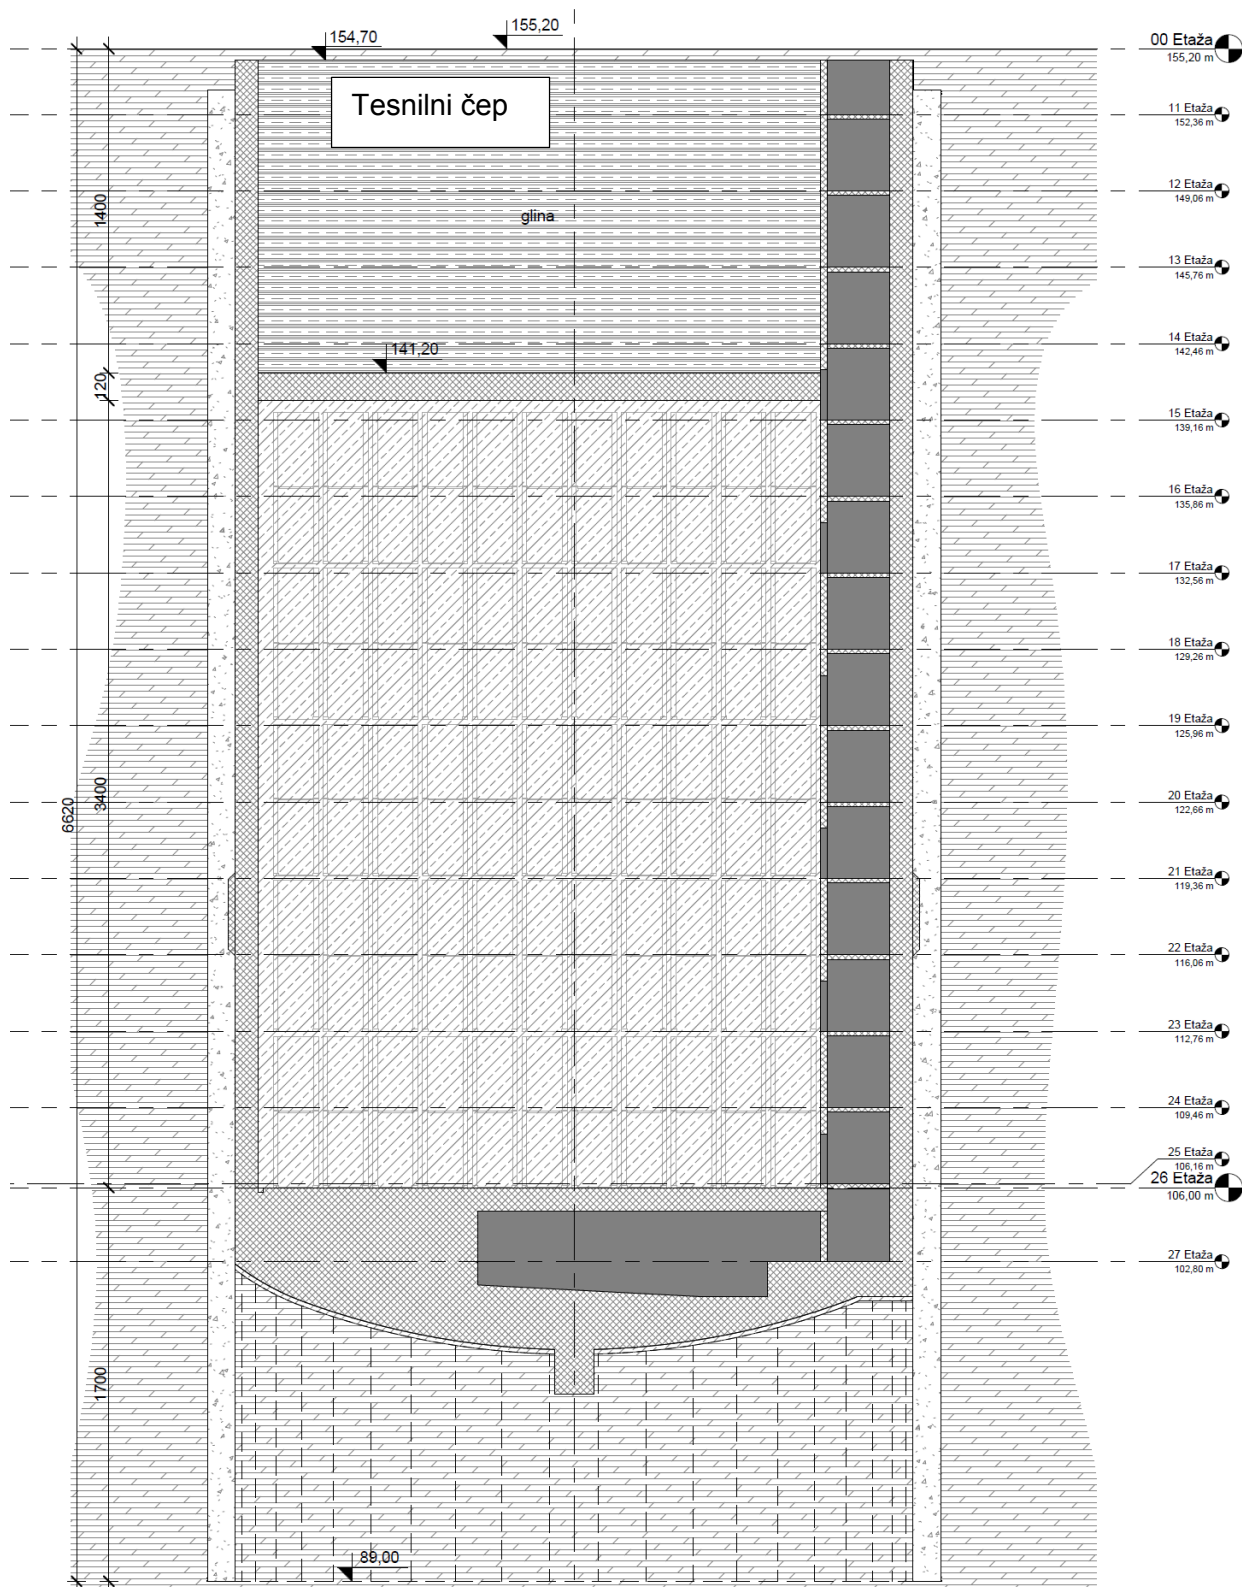 155,20
154,70
00 Etaža
155,20 m
Tesnilni čep
11 Etaža
152,36 m
12 Etaža
149,06 m
1400
glina
13 Etaža
145,76 m
14 Etaža
142,46 m
141,20
120
15 Etaža
139,16 m
16 Etaža
135,86 m
17 Etaža
132,56 m
18 Etaža
129,26 m
19 Etaža
125,96 m
6620
3400
20 Etaža
122,66 m
21 Etaža
119,36 m
22 Etaža
116,06 m
23 Etaža
112,76 m
24 Etaža
109,46 m
25 Etaža
106,16 m
26 Etaža
106,00 m
27 Etaža
102,80 m
1700
89,00